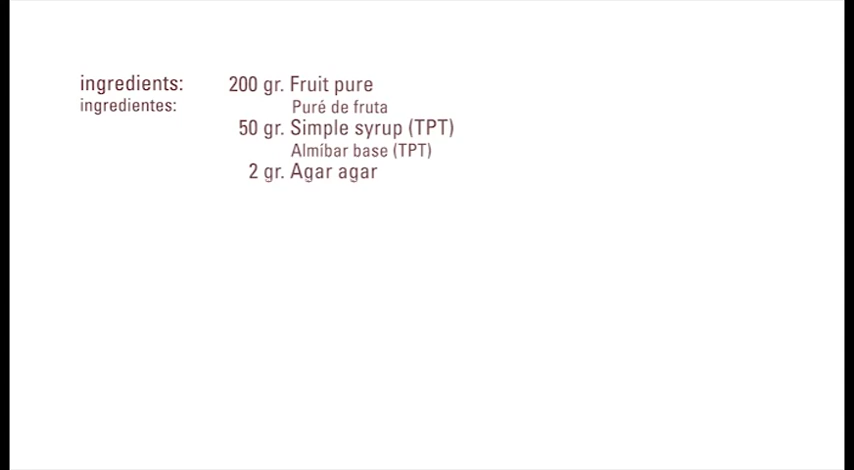 ingredients: 200 gr. Fruit pure
ingredientes: Puré de fruta
50 gr. Simple syrup (TPT)
Almíbar base (TPT)
2 gr. Agar agar